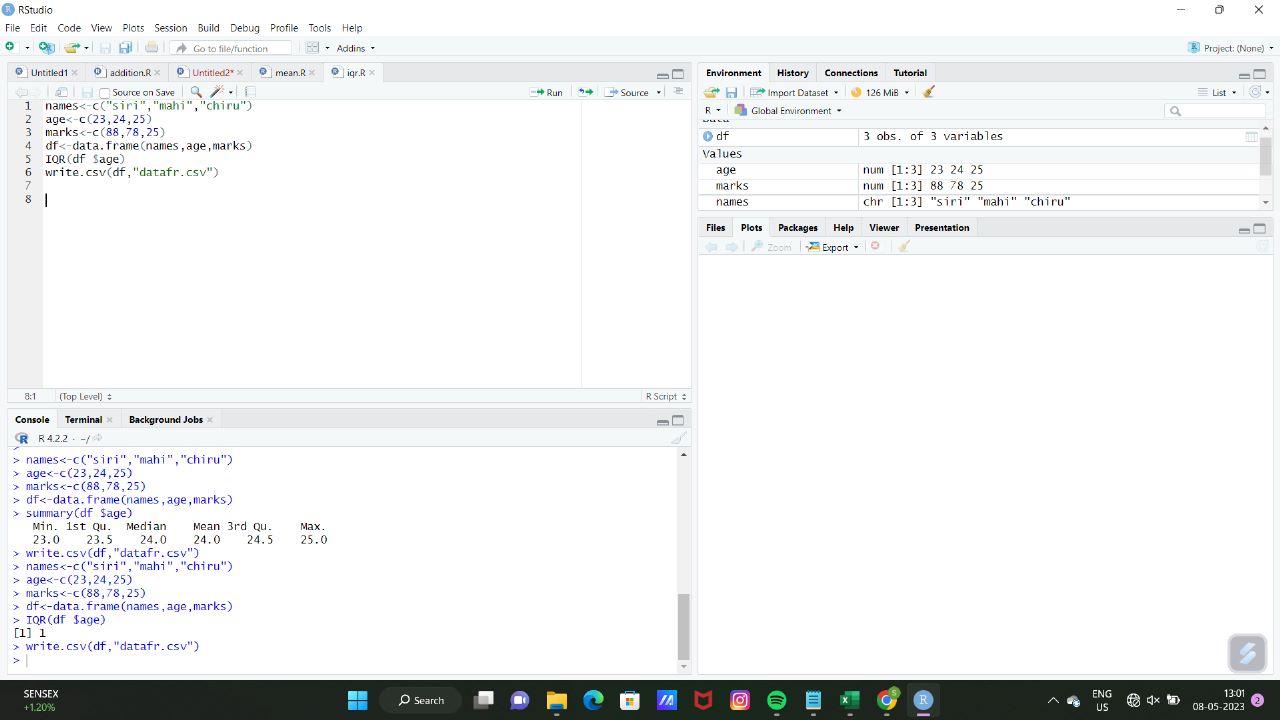 RStudio
File Edit Code View Plots Session Build Debug Profile Tools Help
Go to file/function Addins Project: (None)
Untitled1 addition.R Untitled2* mean.R iqr.R
Source on Save Run Source
1 names<-c("siri","mahi","chiru")
2 age<-c(23,24,25)
3 marks<-c(88,78,25)
4 df<-data.frame(names,age,marks)
5 IQR(df $age)
6 write.csv(df,"datafr.csv")
7
8
8:1 (Top Level) R Script
Console Terminal Background Jobs
R 4.2.2 · ~/
> names<-c("siri","mahi","chiru")
> age<-c(23,24,25)
> marks<-c(88,78,25)
> df<-data.frame(names,age,marks)
> summary(df $age)
Min. 1st Qu. Median Mean 3rd Qu. Max.
23.0 23.5 24.0 24.0 24.5 25.0
> write.csv(df,"datafr.csv")
> names<-c("siri","mahi","chiru")
> age<-c(23,24,25)
> marks<-c(88,78,25)
> df<-data.frame(names,age,marks)
> IQR(df $age)
[1] 1
> write.csv(df,"datafr.csv")
>
Environment History Connections Tutorial
Import Dataset 126 MiB List
R Global Environment
Data
df 3 obs. of 3 variables
Values
age num [1:3] 23 24 25
marks num [1:3] 88 78 25
names chr [1:3] "siri" "mahi" "chiru"
Files Plots Packages Help Viewer Presentation
Zoom Export
SENSEX
+1.20%
Search
ENG
US
13:01
08-05-2023
2